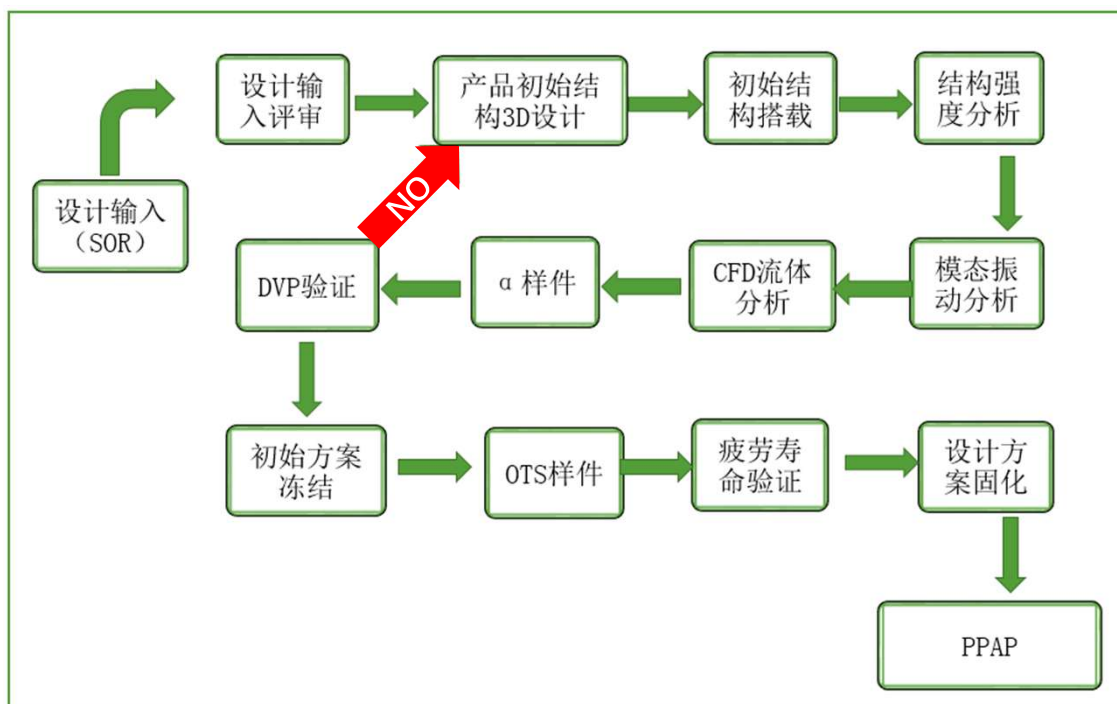 设计输
入评审
产品初始结
构3D设计
初始结
构搭载
结构强
度分析
设计输入
（SOR）
NO
DVP验证
α样件
CFD流体
分析
模态振
动分析
初始方案
冻结
OTS样件
疲劳寿
命验证
设计方
案固化
PPAP